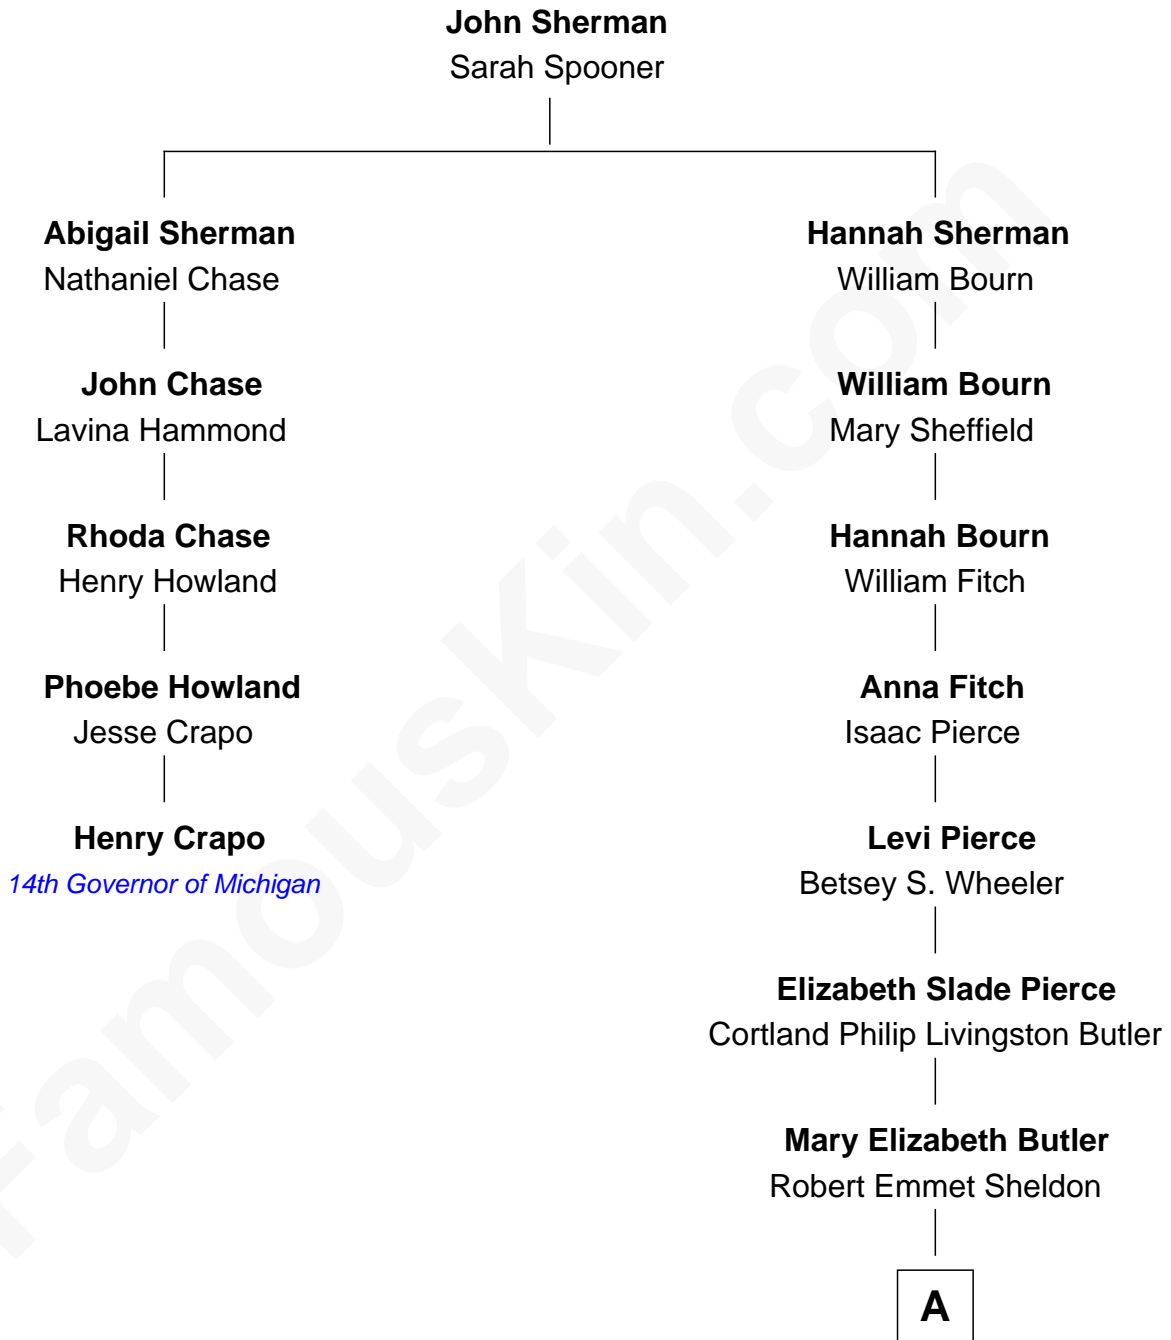 John Sherman
Sarah Spooner
Abigail Sherman
Nathaniel Chase
Hannah Sherman
William Bourn
John Chase
Lavina Hammond
William Bourn
Mary Sheffield
Rhoda Chase
Henry Howland
Hannah Bourn
William Fitch
Phoebe Howland
Jesse Crapo
Anna Fitch
Isaac Pierce
Henry Crapo
14th Governor of Michigan
Levi Pierce
Betsey S. Wheeler
Elizabeth Slade Pierce
Cortland Philip Livingston Butler
Mary Elizabeth Butler
Robert Emmet Sheldon
A
FamousKin.com